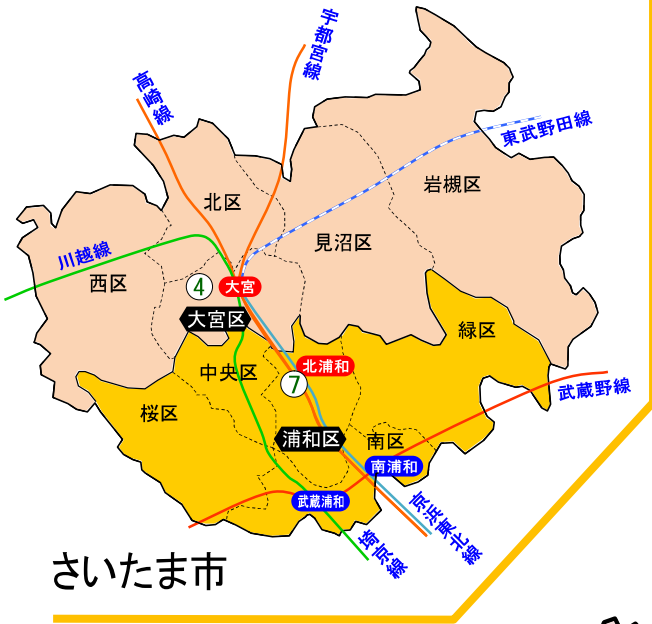 宇都宮線
高崎線
東武野田線
岩槻区
北区
見沼区
川越線
西区
④
大宮
大宮区
緑区
中央区
北浦和
⑦
武蔵野線
桜区
浦和区
南区
南浦和
武蔵浦和
京浜東北線
埼京線
さいたま市